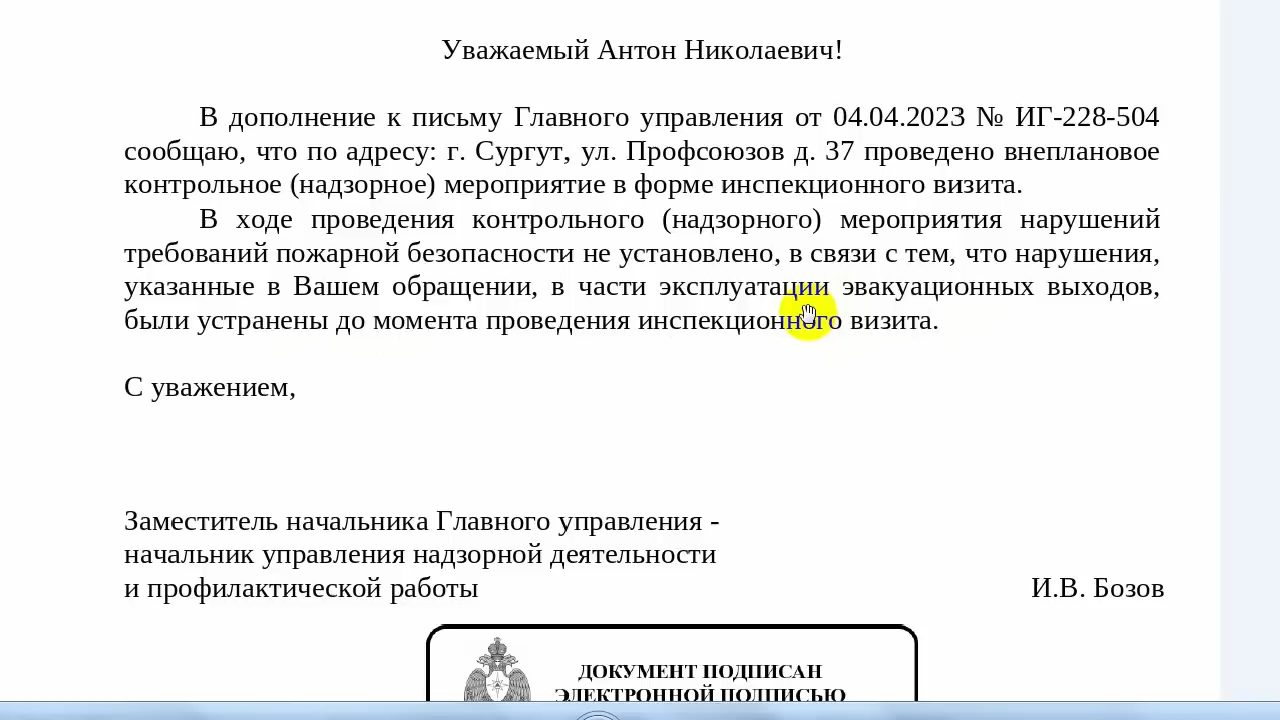 Уважаемый Антон Николаевич!
В дополнение к письму Главного управления от 04.04.2023 № ИГ-228-504
сообщаю, что по адресу: г. Сургут, ул. Профсоюзов д. 37 проведено внеплановое
контрольное (надзорное) мероприятие в форме инспекционного визита.
В ходе проведения контрольного (надзорного) мероприятия нарушений
требований пожарной безопасности не установлено, в связи с тем, что нарушения,
указанные в Вашем обращении, в части эксплуатации эвакуационных выходов,
были устранены до момента проведения инспекционного визита.
С уважением,
Заместитель начальника Главного управления -
начальник управления надзорной деятельности
и профилактической работы И.В. Бозов
ДОКУМЕНТ ПОДПИСАН
ЭЛЕКТРОННОЙ ПОДПИСЬЮ